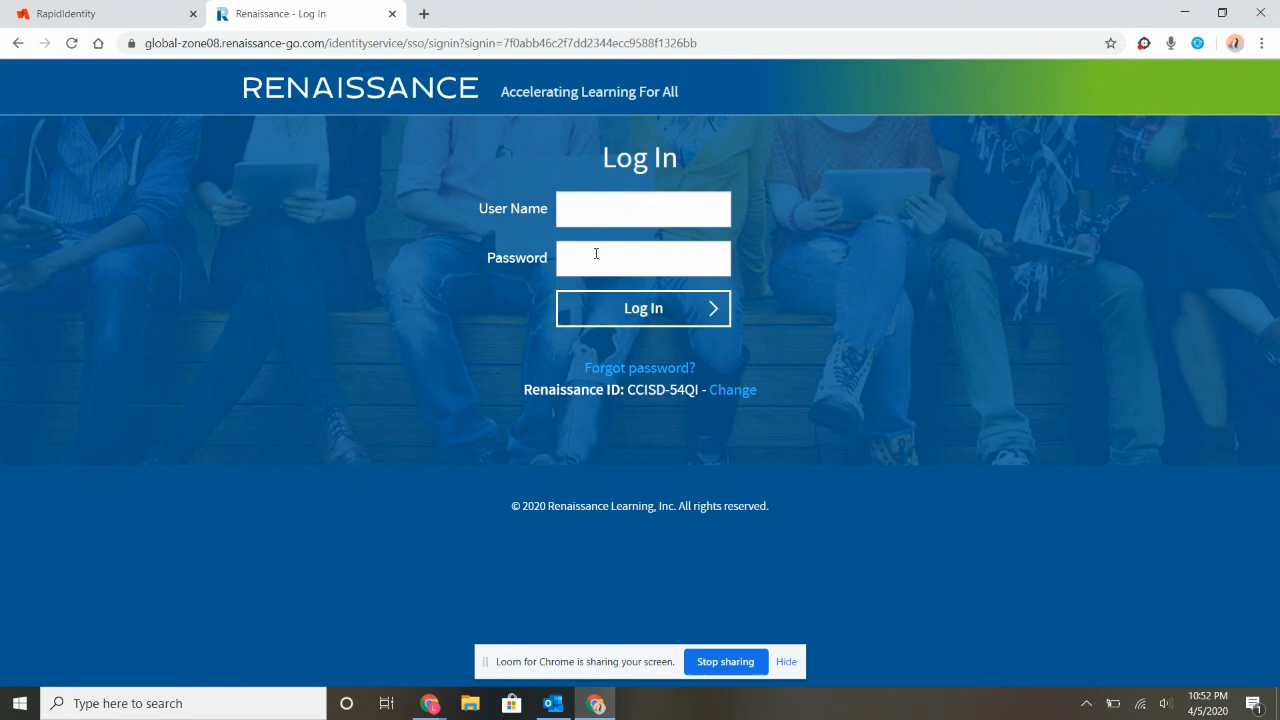 RapidIdentity
Renaissance - Log In
global-zone08.renaissance-go.com/identityservice/sso/signin?signin=7f0abb46c2f7dd2344ecc9588f1326bb
RENAISSANCE Accelerating Learning For All
Log In
User Name
Password
Log In
Forgot password?
Renaissance ID: CCISD-54QI - Change
© 2020 Renaissance Learning, Inc. All rights reserved.
Loom for Chrome is sharing your screen. Stop sharing Hide
Type here to search
10:52 PM
4/5/2020
1